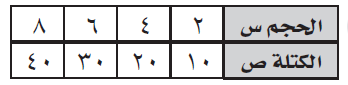 الحجم س ٢ ٤ ٦ ٨
الكتلة ص ١٠ ٢٠ ٣٠ ٤٠